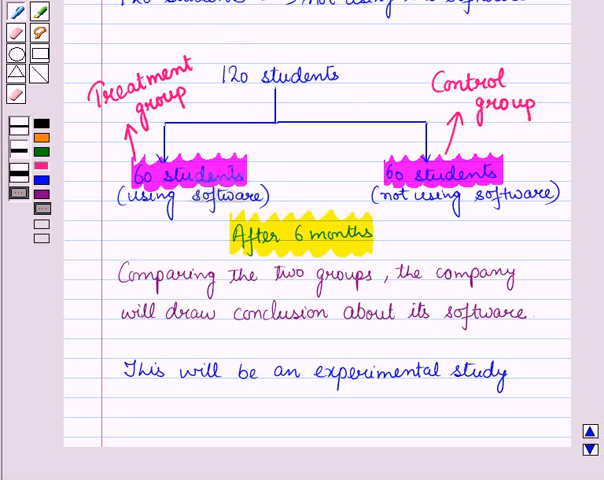 120 students
Treatment
group
Control
group
60 students
60 students
(using software)
(not using software)
After 6 months
Comparing the two groups, the company
will draw conclusion about its software.
This will be an experimental study